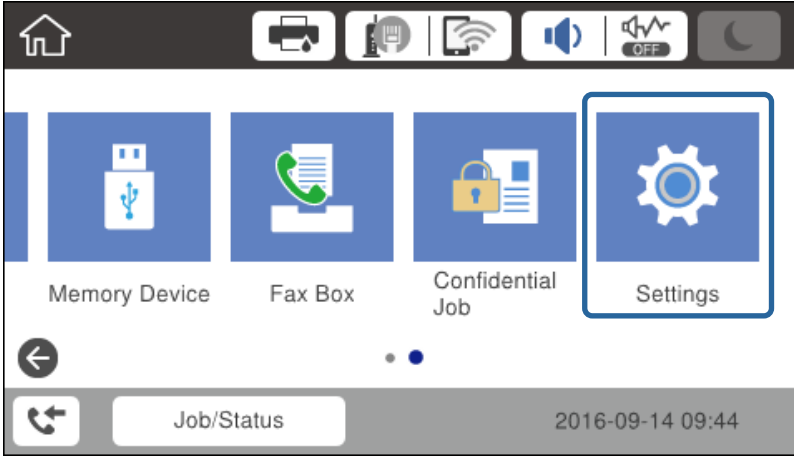 OFF
Memory Device
Fax Box
Confidential
Job
Settings
Job/Status
2016-09-14 09:44